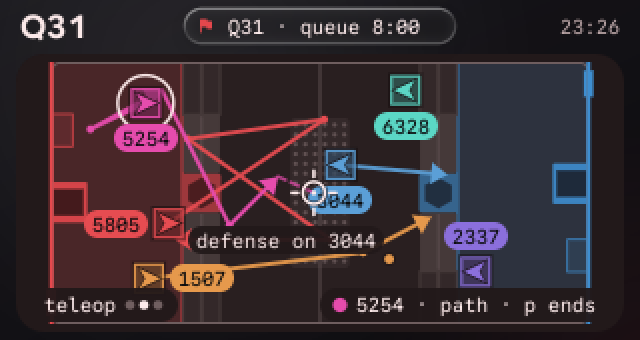 Q31
Q31 · queue 8:00
23:26
5254
6328
3044
5805
2337
defense on 3044
1507
teleop
5254 · path · p ends